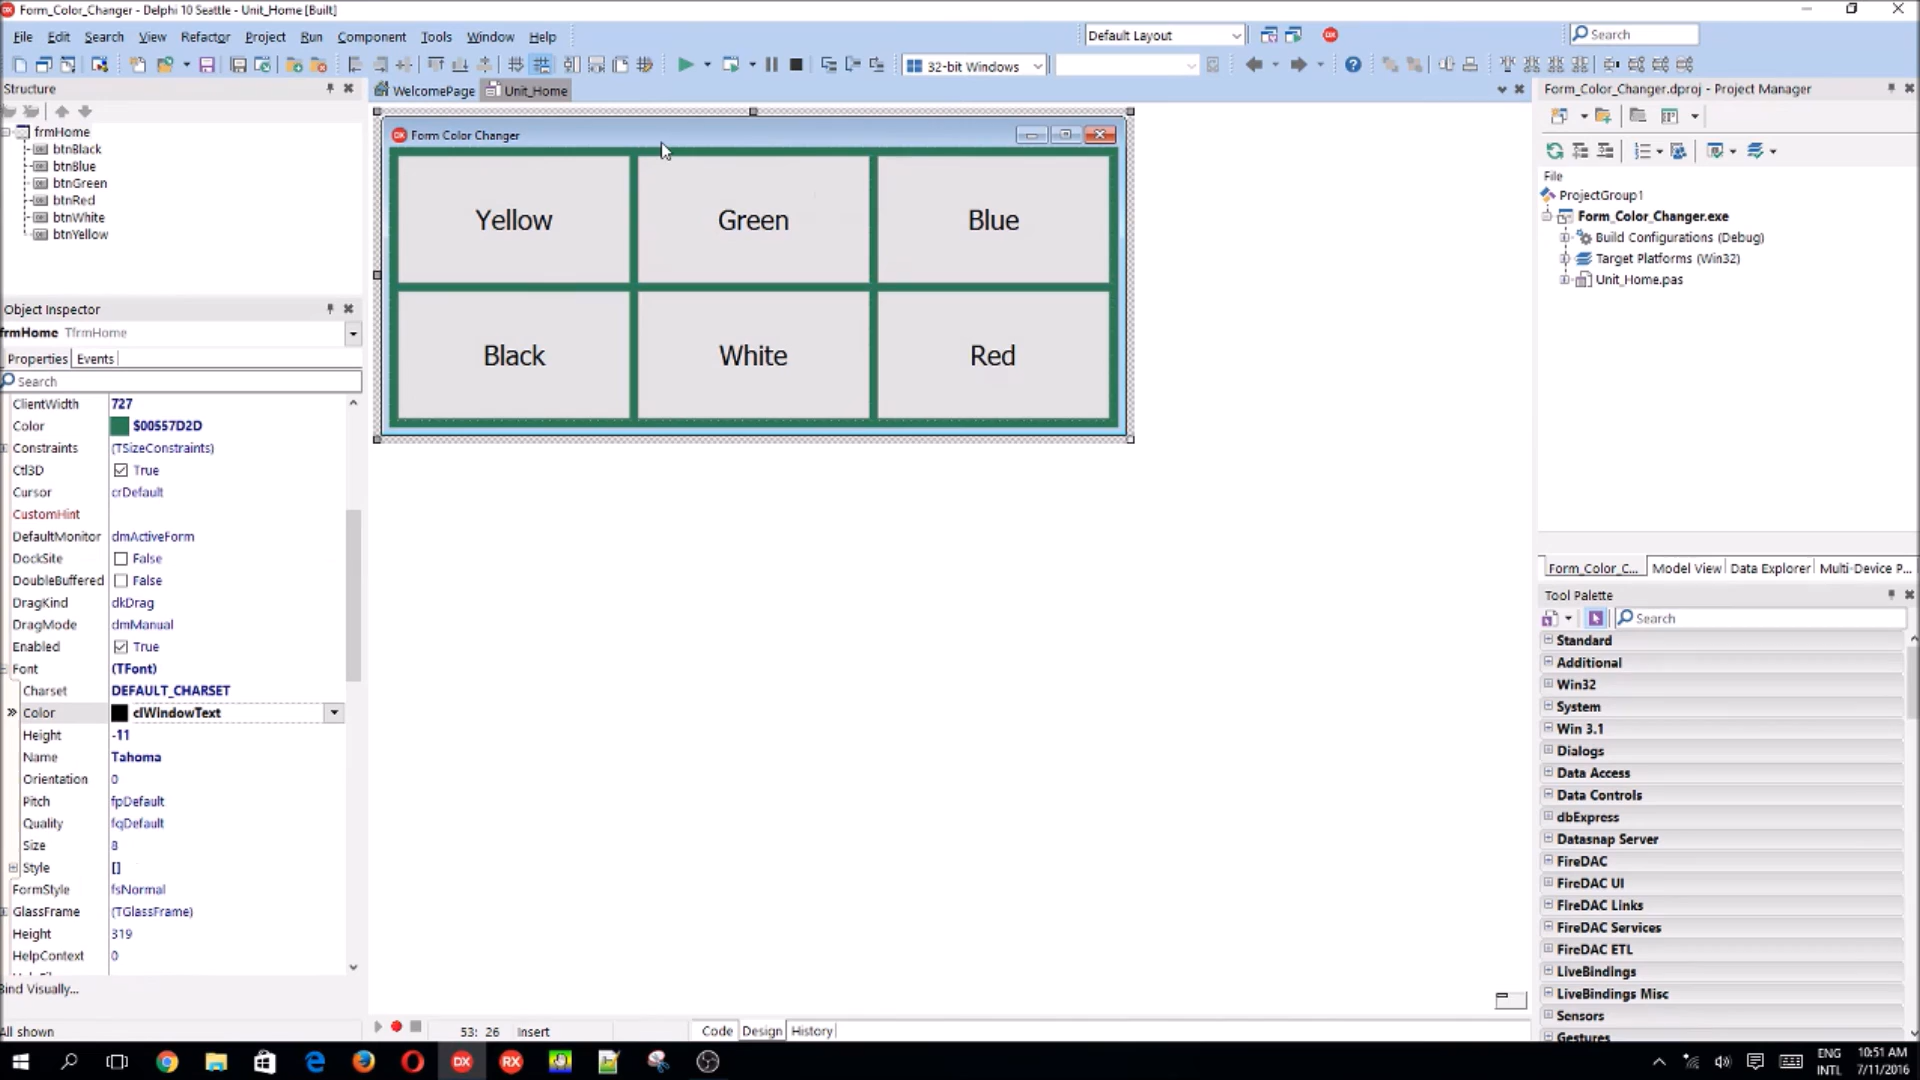 Form_Color_Changer - Delphi 10 Seattle - Unit_Home [Built]
File Edit Search View Refactor Project Run Component Tools Window Help
Default Layout
Search
32-bit Windows
Structure
frmHome
btnBlack
btnBlue
btnGreen
btnRed
btnWhite
btnYellow
Object Inspector
frmHome TfrmHome
Properties Events
Search
ClientWidth 727
Color $00557D2D
Constraints (TSizeConstraints)
Ctl3D True
Cursor crDefault
CustomHint
DefaultMonitor dmActiveForm
DockSite False
DoubleBuffered False
DragKind dkDrag
DragMode dmManual
Enabled True
Font (TFont)
Charset DEFAULT_CHARSET
Color clWindowText
Height -11
Name Tahoma
Orientation 0
Pitch fpDefault
Quality fqDefault
Size 8
Style []
FormStyle fsNormal
GlassFrame (TGlassFrame)
Height 319
HelpContext 0
Bind Visually...
All shown
WelcomePage Unit_Home
Form Color Changer
Yellow Green Blue
Black White Red
53: 26 Insert
Code Design History
Form_Color_Changer.dproj - Project Manager
File
ProjectGroup1
Form_Color_Changer.exe
Build Configurations (Debug)
Target Platforms (Win32)
Unit_Home.pas
Form_Color_C... Model View Data Explorer Multi-Device P...
Tool Palette
Search
Standard
Additional
Win32
System
Win 3.1
Dialogs
Data Access
Data Controls
dbExpress
Datasnap Server
FireDAC
FireDAC UI
FireDAC Links
FireDAC Services
FireDAC ETL
LiveBindings
LiveBindings Misc
Sensors
Gestures
DX RX
ENG
INTL
10:51 AM
7/11/2016